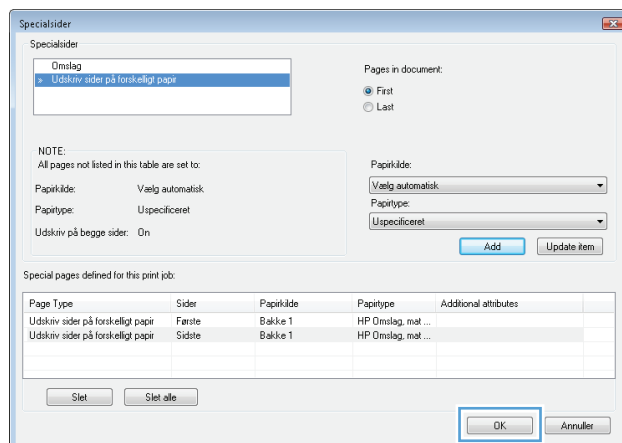 Specialsider
Specialsider
Omslag
» Udskriv sider på forskelligt papir
Pages in document:
First
Last
NOTE:
All pages not listed in this table are set to:
Papirkilde: Vælg automatisk
Papirtype: Uspecificeret
Udskriv på begge sider: On
Papirkilde:
Vælg automatisk
Papirtype:
Uspecificeret
Add Update item
Special pages defined for this print job:
Page Type Sider Papirkilde Papirtype Additional attributes
Udskriv sider på forskelligt papir Første Bakke 1 HP Omslag, mat ...
Udskriv sider på forskelligt papir Sidste Bakke 1 HP Omslag, mat ...
Slet Slet alle
OK Annuller